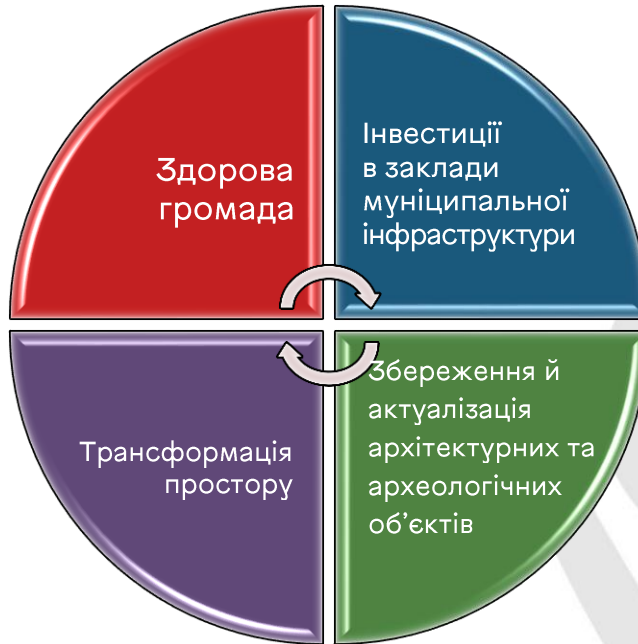 Здорова
громада
Інвестиції
в заклади
муніципальної
інфраструктури
Трансформація
простору
Збереження й
актуалізація
архітектурних та
археологічних
об’єктів